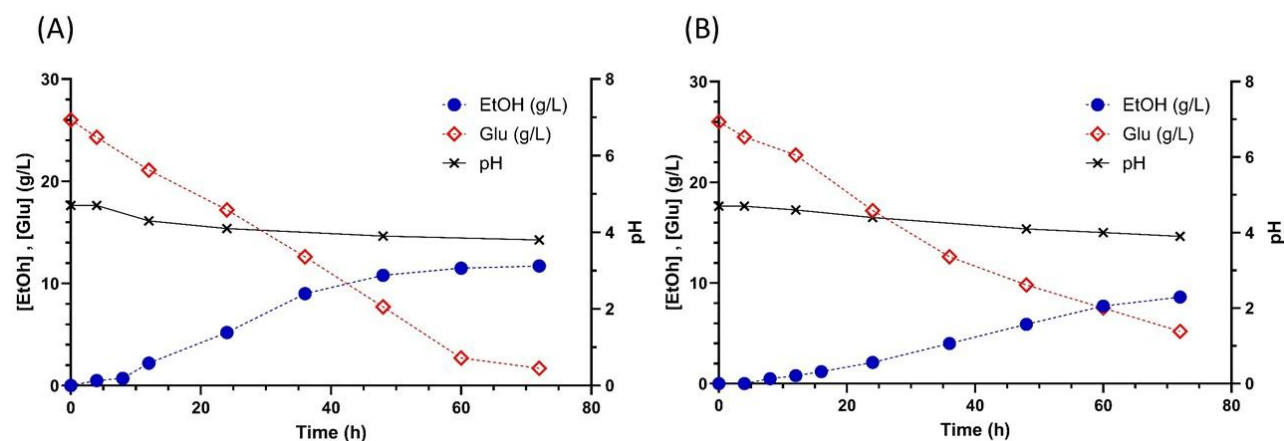 (A)
30
20
10
0
[EtOh] , [Glu] (g/L)
8
6
4
2
0
pH
EtOH (g/L)
Glu (g/L)
pH
0 20 40 60 80
Time (h)
(B)
30
20
10
0
[EtOh] , [Glu] (g/L)
8
6
4
2
0
pH
EtOH (g/L)
Glu (g/L)
pH
0 20 40 60 80
Time (h)